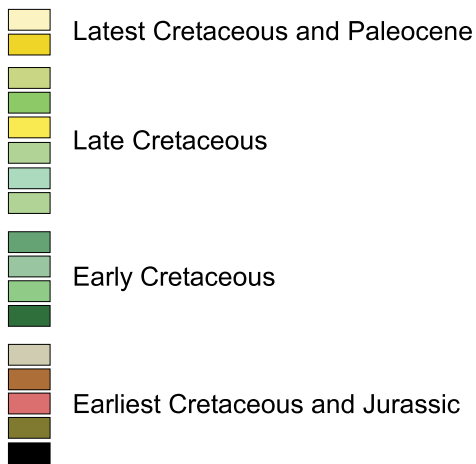 Latest Cretaceous and Paleocene
Late Cretaceous
Early Cretaceous
Earliest Cretaceous and Jurassic